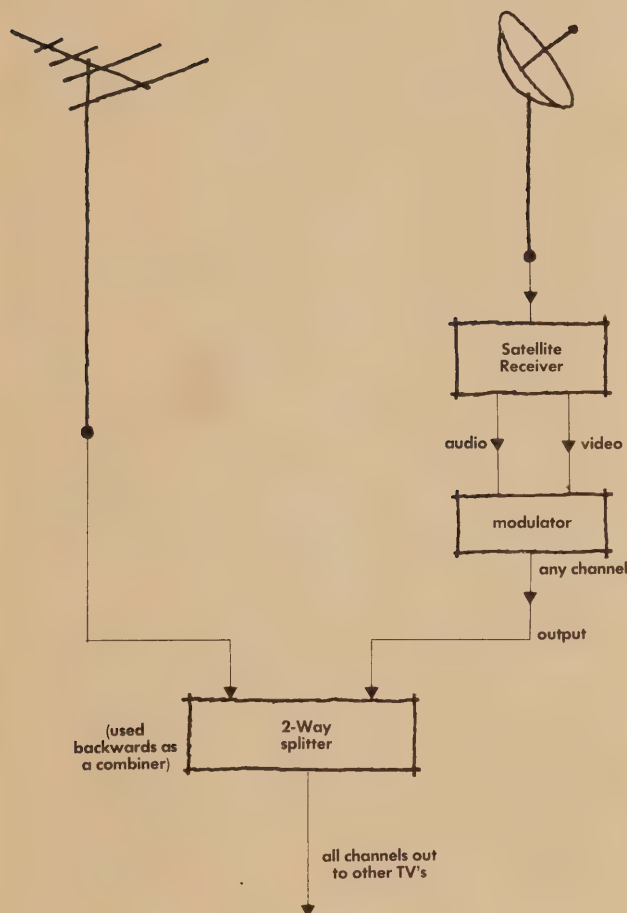 Satellite
Receiver
audio
video
modulator
any channel
output
(used
backwards as
a combiner)
2-Way
splitter
all channels out
to other TV's